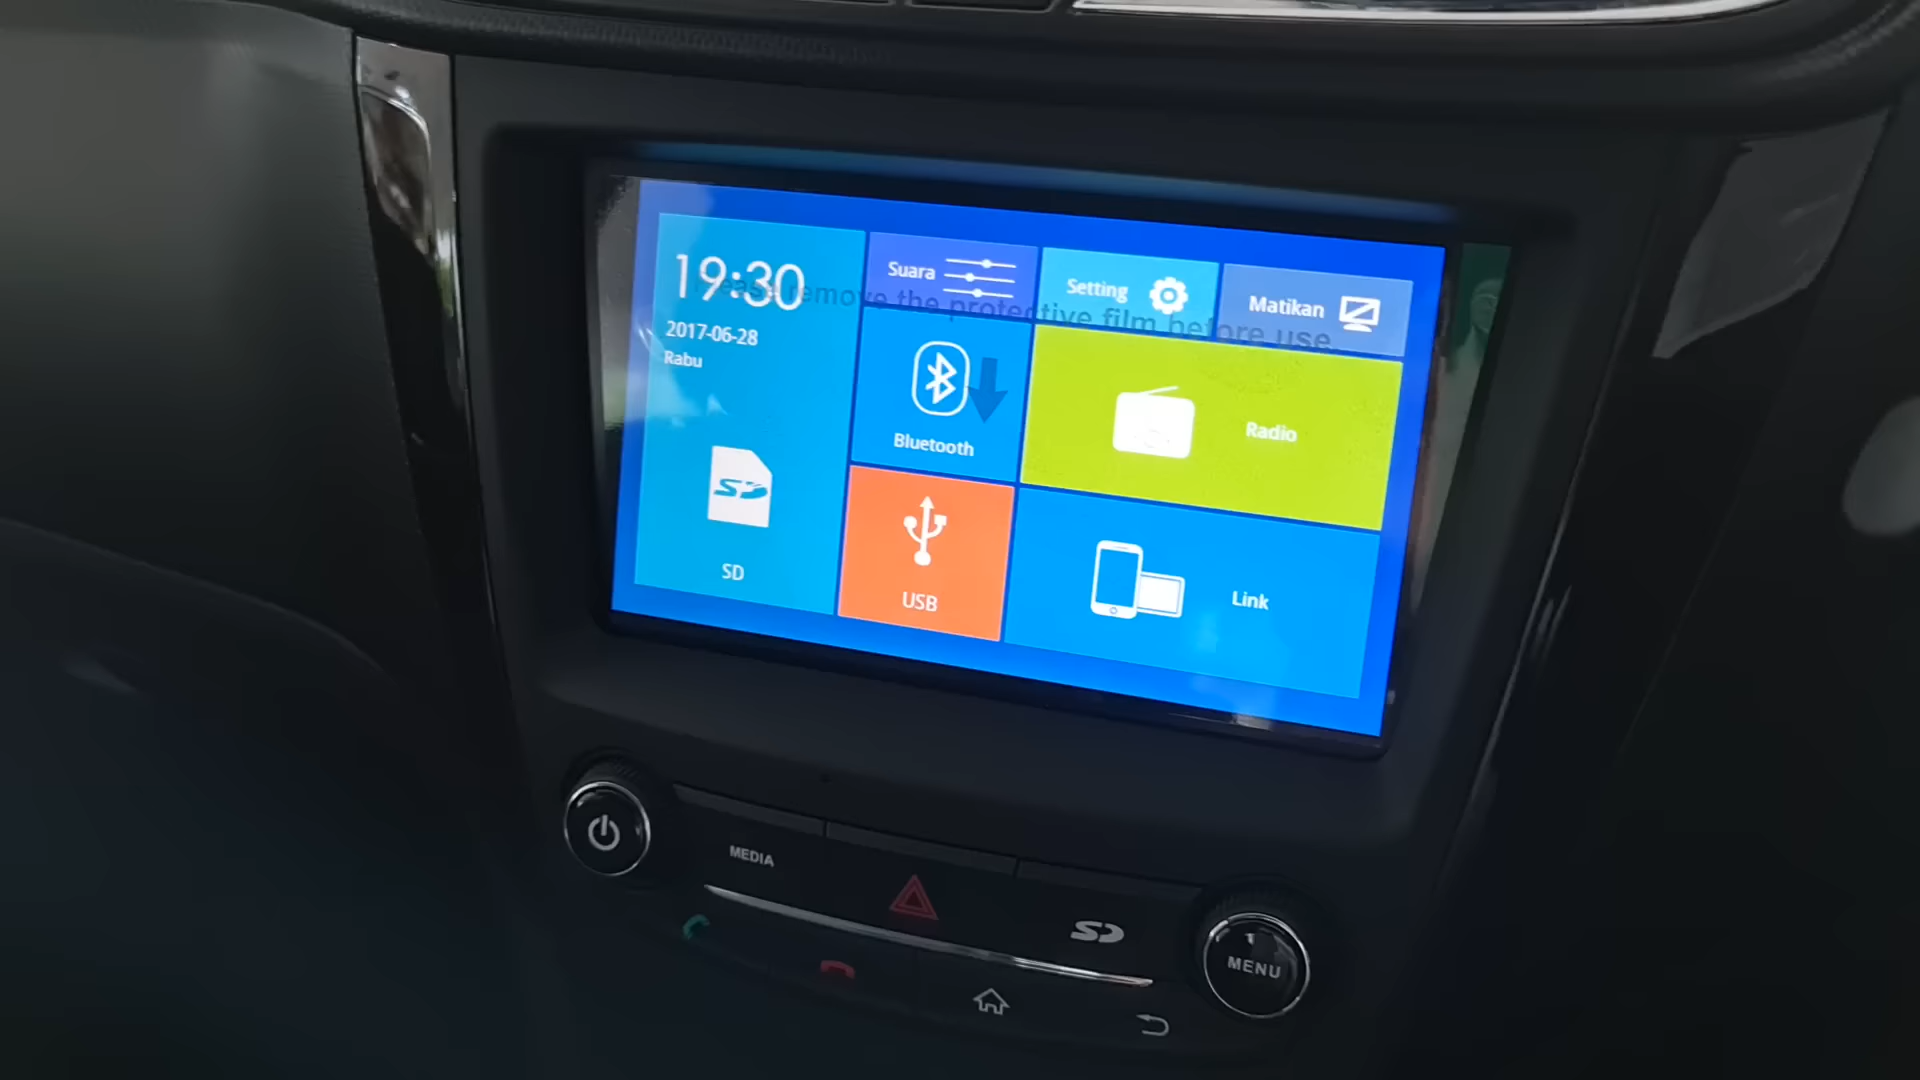 19:30
2017-06-28
Rabu
SD
SD
Suara
Setting
Matikan
Please remove the protective film before use.
Bluetooth
Radio
USB
Link
MEDIA
SD
MENU